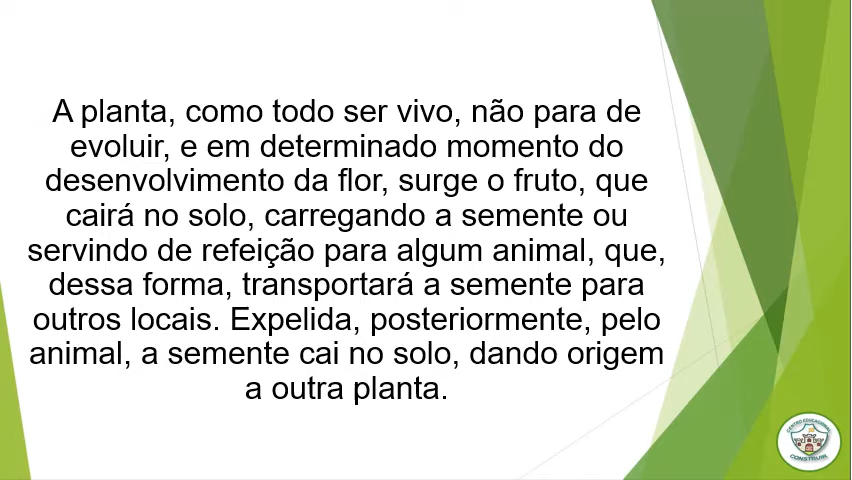 A planta, como todo ser vivo, não para de
evoluir, e em determinado momento do
desenvolvimento da flor, surge o fruto, que
cairá no solo, carregando a semente ou
servindo de refeição para algum animal, que,
dessa forma, transportará a semente para
outros locais. Expelida, posteriormente, pelo
animal, a semente cai no solo, dando origem
a outra planta.
CENTRO EDUCACIONAL
CONSTRUIR